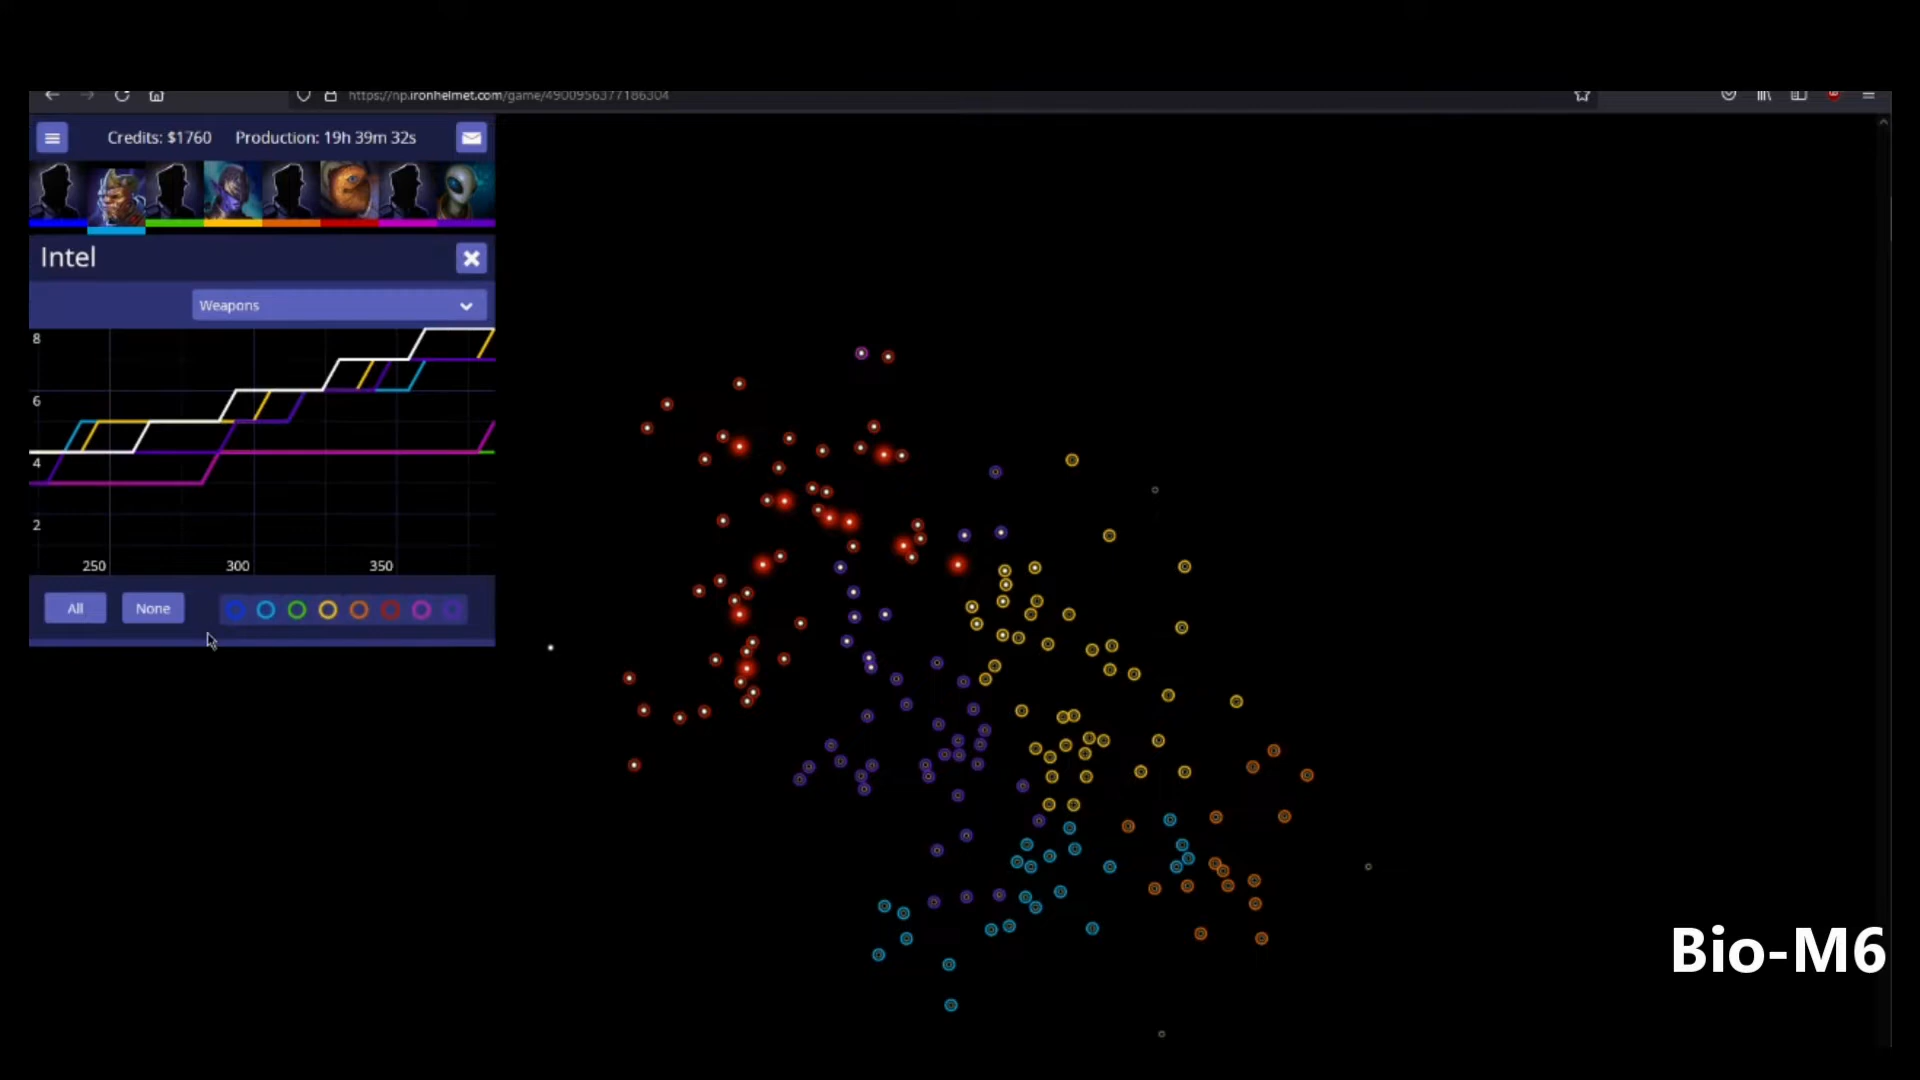 https://np.ironhelmet.com/game/4900956377186304
Credits: $1760 Production: 19h 39m 32s
Intel
Weapons
8
6
4
2
250 300 350
All None
Bio-M6